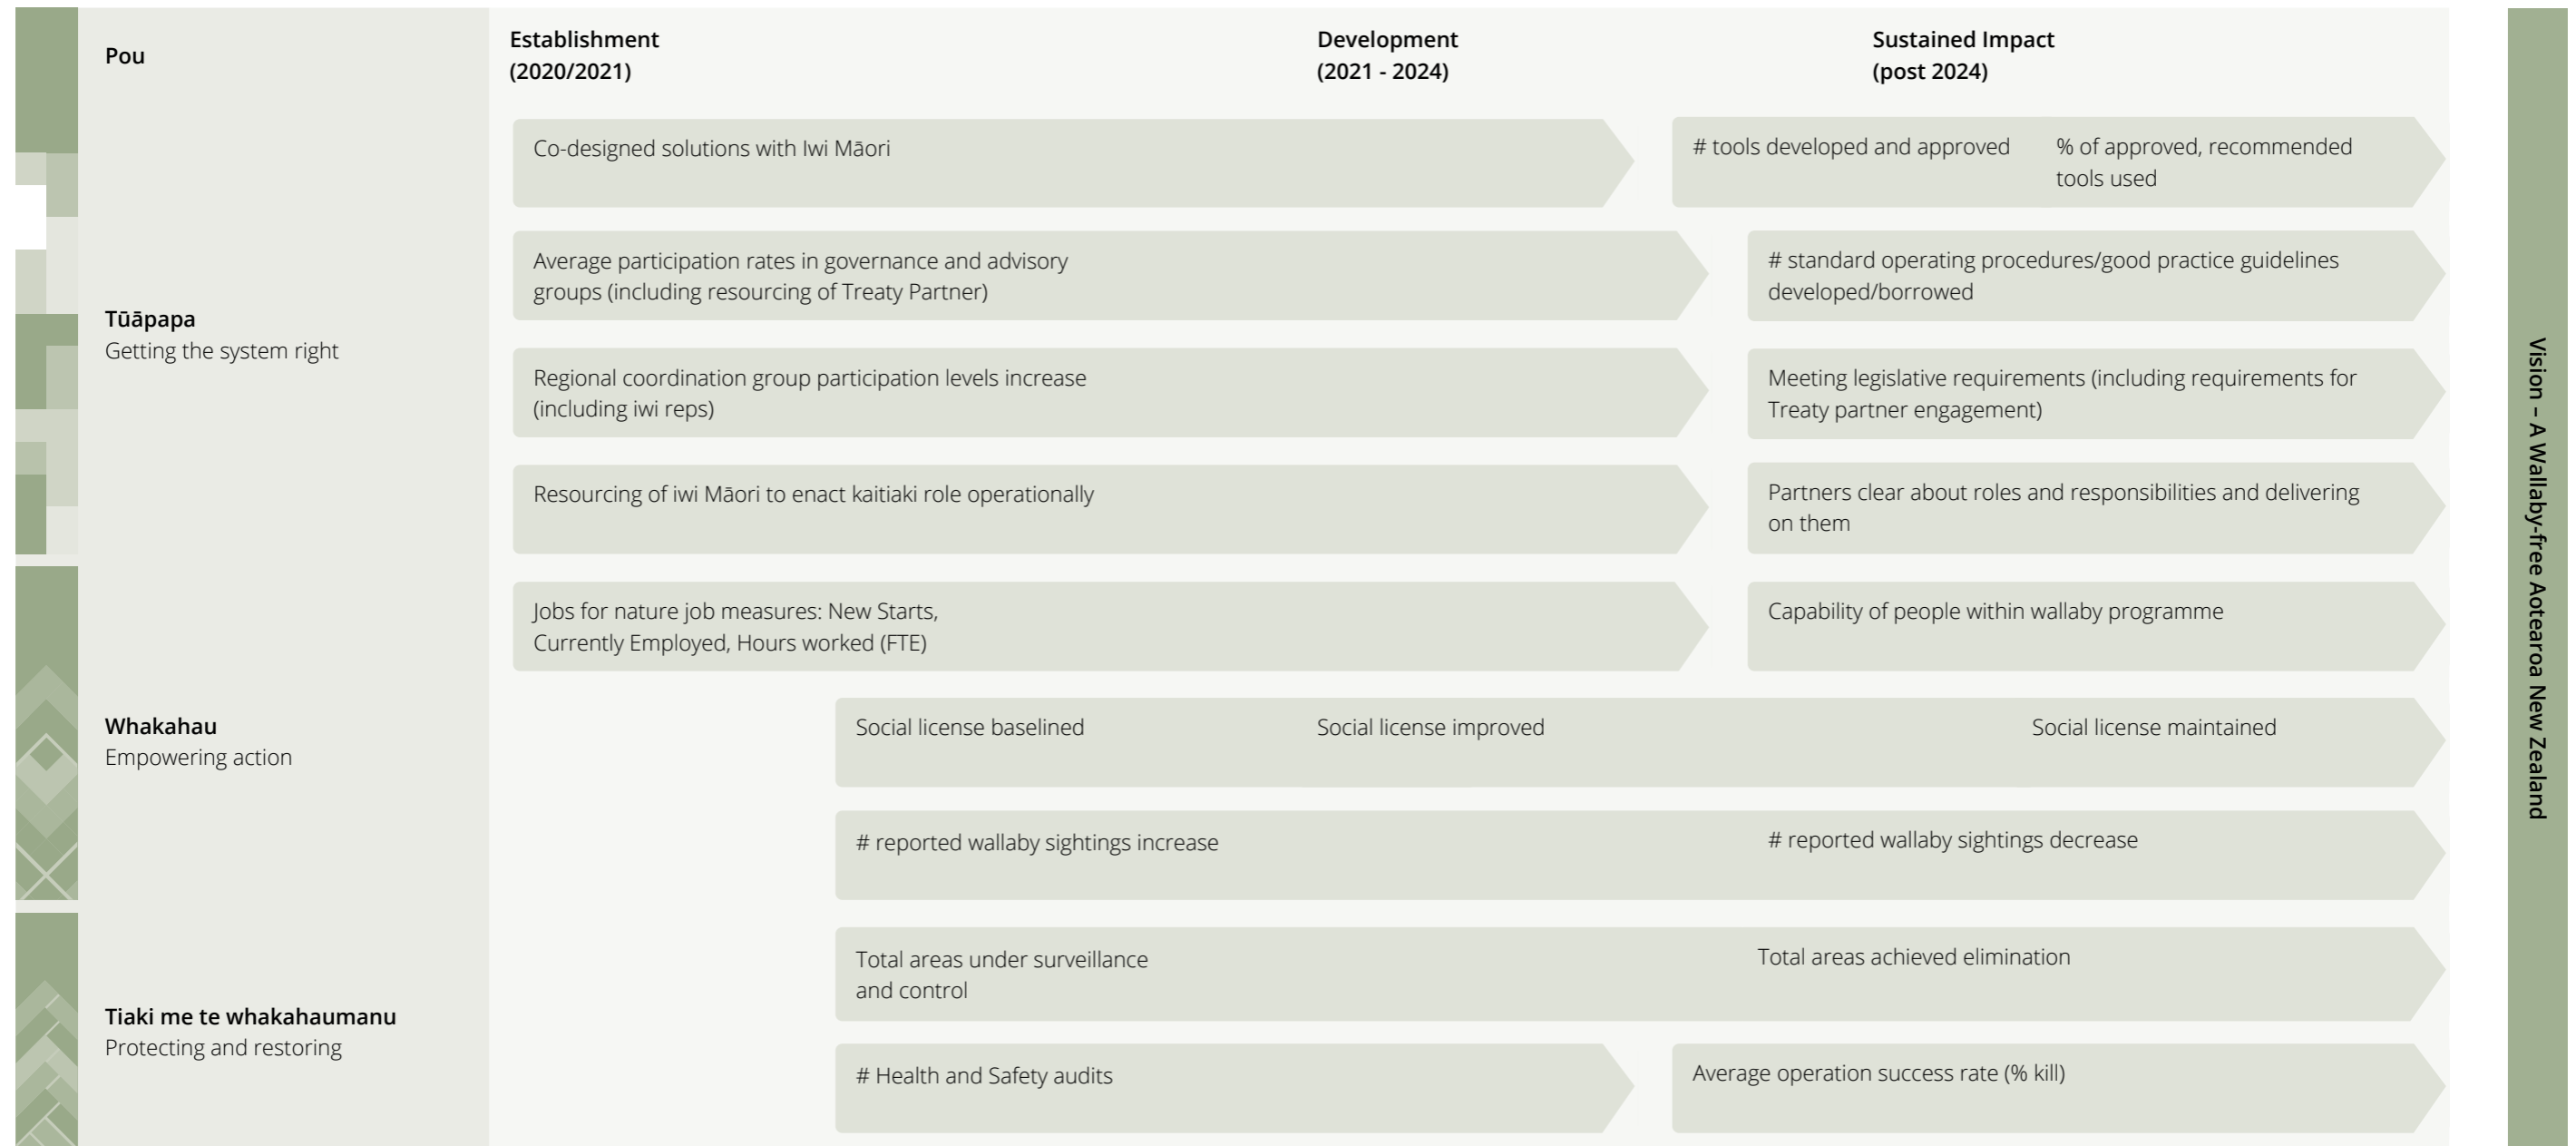 Pou
Establishment
(2020/2021)
Development
(2021 - 2024)
Sustained Impact
(post 2024)
Tūāpapa
Getting the system right
Co-designed solutions with Iwi Māori
# tools developed and approved
% of approved, recommended
tools used
Average participation rates in governance and advisory
groups (including resourcing of Treaty Partner)
# standard operating procedures/good practice guidelines
developed/borrowed
Regional coordination group participation levels increase
(including iwi reps)
Meeting legislative requirements (including requirements for
Treaty partner engagement)
Resourcing of iwi Māori to enact kaitiaki role operationally
Partners clear about roles and responsibilities and delivering
on them
Jobs for nature job measures: New Starts,
Currently Employed, Hours worked (FTE)
Capability of people within wallaby programme
Whakahau
Empowering action
Social license baselined
Social license improved
Social license maintained
# reported wallaby sightings increase
# reported wallaby sightings decrease
Tiaki me te whakahaumanu
Protecting and restoring
Total areas under surveillance
and control
Total areas achieved elimination
# Health and Safety audits
Average operation success rate (% kill)
Vision – A Wallaby-free Aotearoa New Zealand